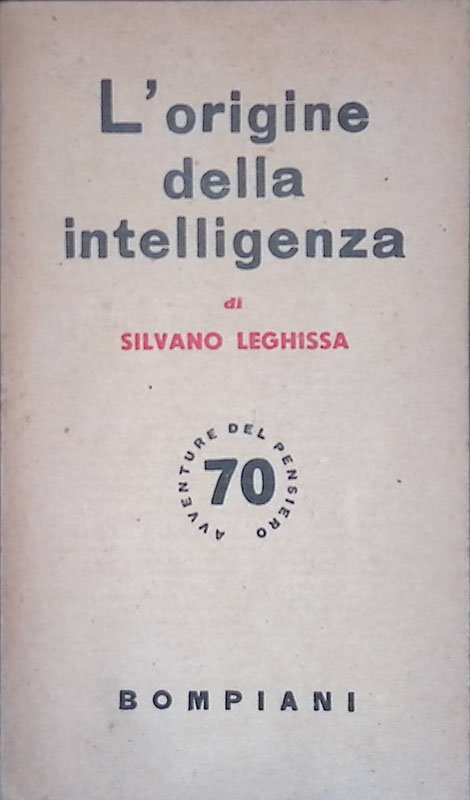 L'origine
della
intelligenza
di
SILVANO LEGHISSA
AVVENTURE DEL PENSIERO
70
BOMPIANI